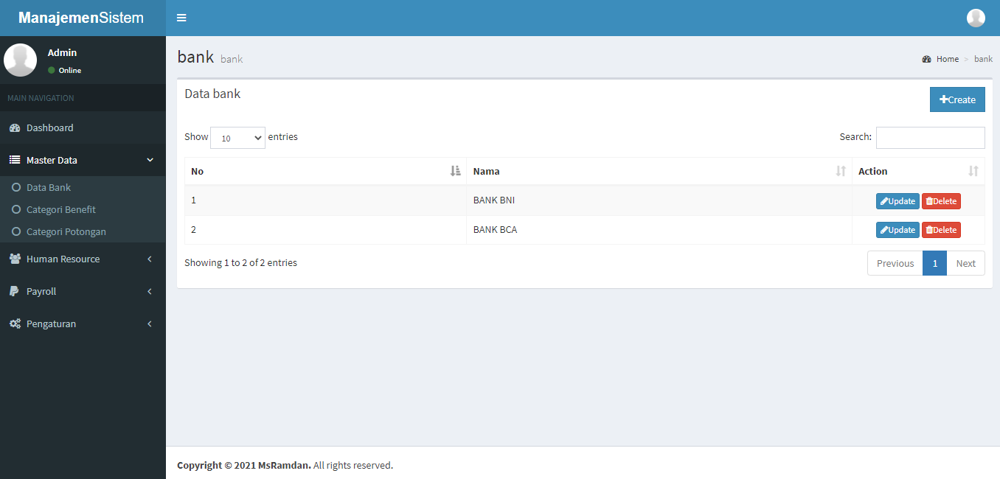 ManajemenSistem
Admin
Online
MAIN NAVIGATION
Dashboard
Master Data
Data Bank
Categori Benefit
Categori Potongan
Human Resource
Payroll
Pengaturan
bank bank
Home > bank
Data bank
Create
Show 10 entries
Search:
No Nama Action
1 BANK BNI Update Delete
2 BANK BCA Update Delete
Showing 1 to 2 of 2 entries
Previous 1 Next
Copyright © 2021 MsRamdan. All rights reserved.